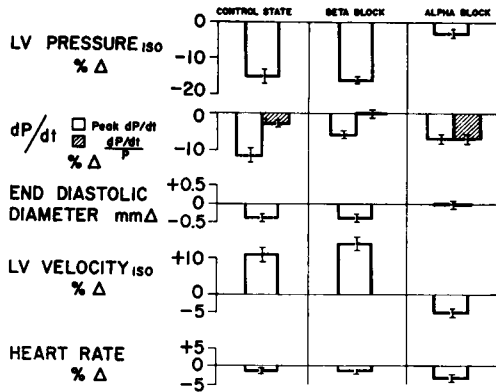 CONTROL STATE BETA BLOCK ALPHA BLOCK
0
LV PRESSURE ISO
-10
% Δ
-20
0
dP/dt Peak dP/dt
dP/dt
P
-10
% Δ
+0.5
END DIASTOLIC
0
DIAMETER mmΔ
-0.5
+10
LV VELOCITY ISO
% Δ
0
-5
+5
HEART RATE
0
% Δ
-5